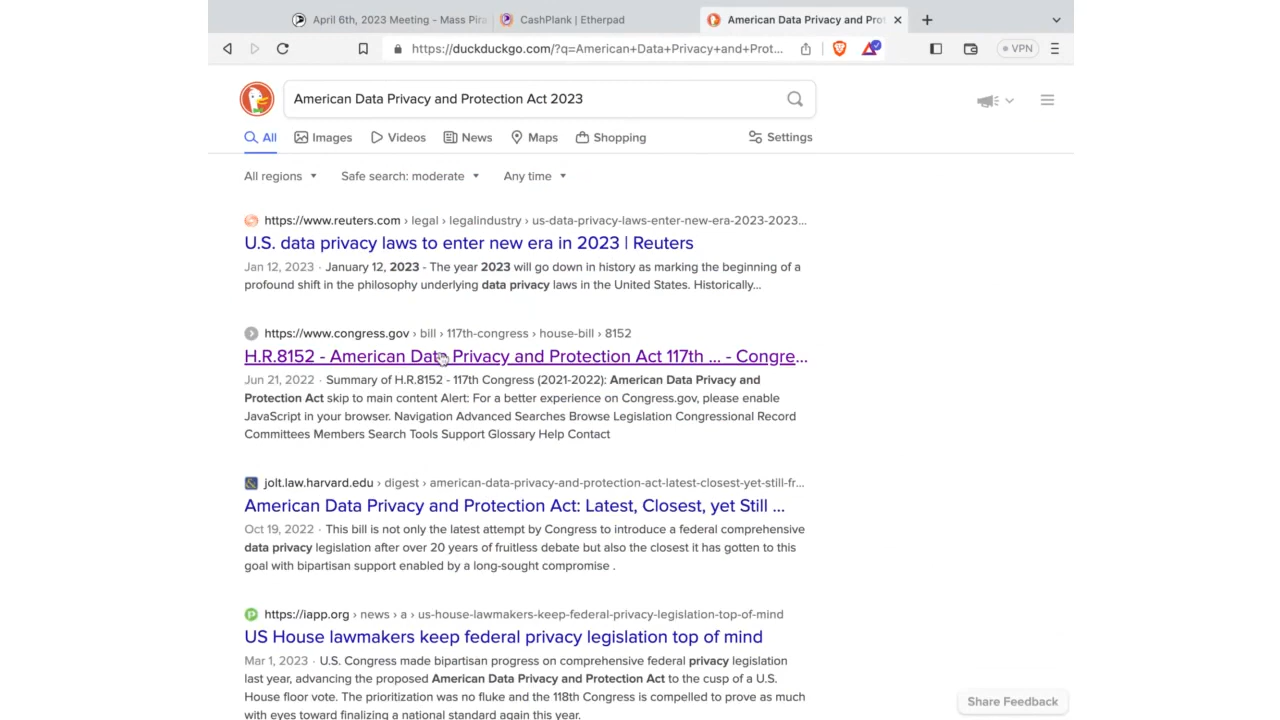 April 6th, 2023 Meeting - Mass Pira
CashPlank | Etherpad
American Data Privacy and Prot
https://duckduckgo.com/?q=American+Data+Privacy+and+Prot...
VPN
American Data Privacy and Protection Act 2023
All
Images
Videos
News
Maps
Shopping
Settings
All regions
Safe search: moderate
Any time
https://www.reuters.com › legal › legalindustry › us-data-privacy-laws-enter-new-era-2023-2023...
U.S. data privacy laws to enter new era in 2023 | Reuters
Jan 12, 2023 · January 12, 2023 - The year 2023 will go down in history as marking the beginning of a
profound shift in the philosophy underlying data privacy laws in the United States. Historically...
https://www.congress.gov › bill › 117th-congress › house-bill › 8152
H.R.8152 - American Data Privacy and Protection Act 117th ... - Congre...
Jun 21, 2022 · Summary of H.R.8152 - 117th Congress (2021-2022): American Data Privacy and
Protection Act skip to main content Alert: For a better experience on Congress.gov, please enable
JavaScript in your browser. Navigation Advanced Searches Browse Legislation Congressional Record
Committees Members Search Tools Support Glossary Help Contact
jolt.law.harvard.edu › digest › american-data-privacy-and-protection-act-latest-closest-yet-still-fr...
American Data Privacy and Protection Act: Latest, Closest, yet Still ...
Oct 19, 2022 · This bill is not only the latest attempt by Congress to introduce a federal comprehensive
data privacy legislation after over 20 years of fruitless debate but also the closest it has gotten to this
goal with bipartisan support enabled by a long-sought compromise .
https://iapp.org › news › a › us-house-lawmakers-keep-federal-privacy-legislation-top-of-mind
US House lawmakers keep federal privacy legislation top of mind
Mar 1, 2023 · U.S. Congress made bipartisan progress on comprehensive federal privacy legislation
last year, advancing the proposed American Data Privacy and Protection Act to the cusp of a U.S.
House floor vote. The prioritization was no fluke and the 118th Congress is compelled to prove as much
with eyes toward finalizing a national standard again this year.
Share Feedback